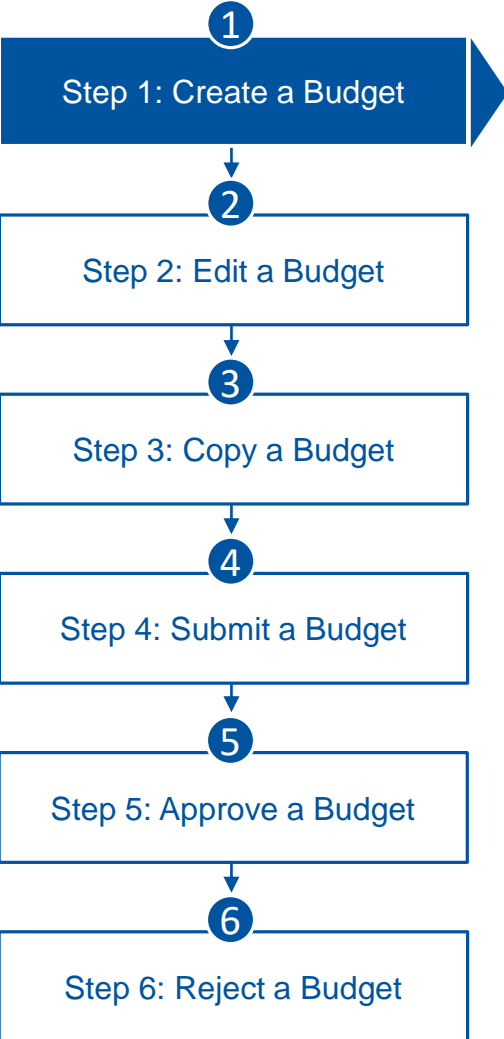 1
Step 1: Create a Budget
2
Step 2: Edit a Budget
3
Step 3: Copy a Budget
4
Step 4: Submit a Budget
5
Step 5: Approve a Budget
6
Step 6: Reject a Budget